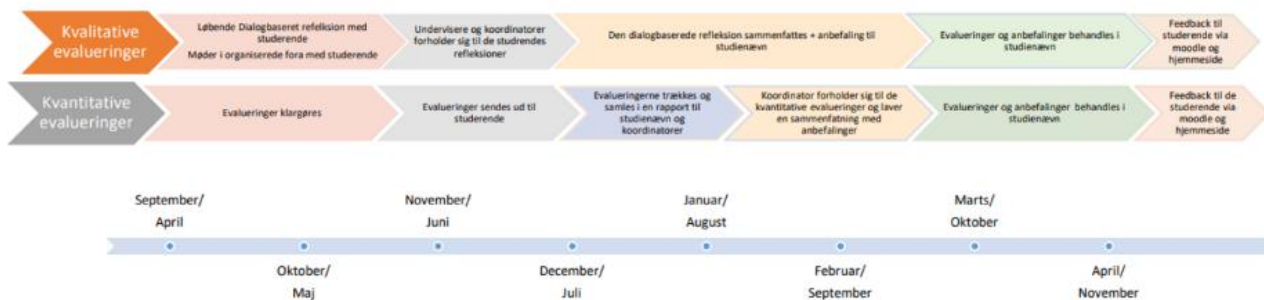 Kvalitative
evalueringer
Løbende Dialogbaseret refelksion med
studerende
Møder i organiserede fora med studerende
Undervisere og koordinatorer
forholder sig til de studrendes
refleksioner
Den dialogbaserede refleksion sammenfattes + anbefaling til
studienævn
Evalueringer og anbefalinger behandles i
studienævn
Feedback til
studerende via
moodle og
hjemmeside
Kvantitative
evalueringer
Evalueringer klargøres
Evalueringer sendes ud til
studerende
Evalueringerne trækkes og
samles i en rapport til
studienævn og
koordinatorer
Koordinator forholder sig til de
kvantitative evalueringer og laver
en sammenfatning med
anbefalinger
Evalueringer og anbefalinger behandles i
studienævn
Feedback til de
studerende via
moodle og
hjemmeside
September/
April
November/
Juni
Januar/
August
Marts/
Oktober
Oktober/
Maj
December/
Juli
Februar/
September
April/
November